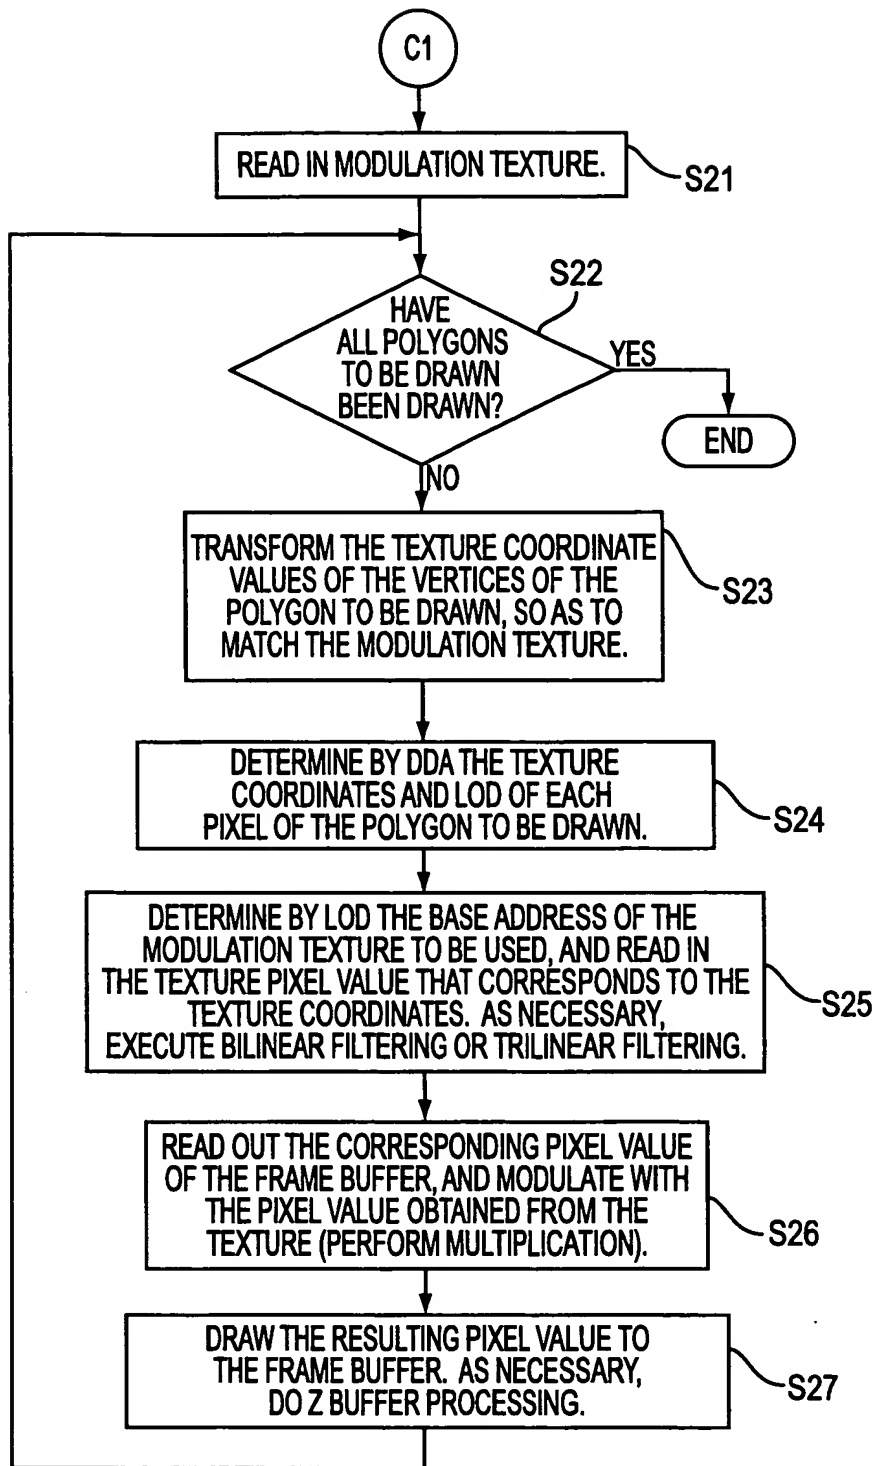 C1
READ IN MODULATION TEXTURE.
S21
S22
HAVE
ALL POLYGONS
TO BE DRAWN
BEEN DRAWN?
YES
END
NO
TRANSFORM THE TEXTURE COORDINATE
VALUES OF THE VERTICES OF THE
POLYGON TO BE DRAWN, SO AS TO
MATCH THE MODULATION TEXTURE.
S23
DETERMINE BY DDA THE TEXTURE
COORDINATES AND LOD OF EACH
PIXEL OF THE POLYGON TO BE DRAWN.
S24
DETERMINE BY LOD THE BASE ADDRESS OF THE
MODULATION TEXTURE TO BE USED, AND READ IN
THE TEXTURE PIXEL VALUE THAT CORRESPONDS TO THE
TEXTURE COORDINATES. AS NECESSARY,
EXECUTE BILINEAR FILTERING OR TRILINEAR FILTERING.
S25
READ OUT THE CORRESPONDING PIXEL VALUE
OF THE FRAME BUFFER, AND MODULATE WITH
THE PIXEL VALUE OBTAINED FROM THE
TEXTURE (PERFORM MULTIPLICATION).
S26
DRAW THE RESULTING PIXEL VALUE TO
THE FRAME BUFFER. AS NECESSARY,
DO Z BUFFER PROCESSING.
S27